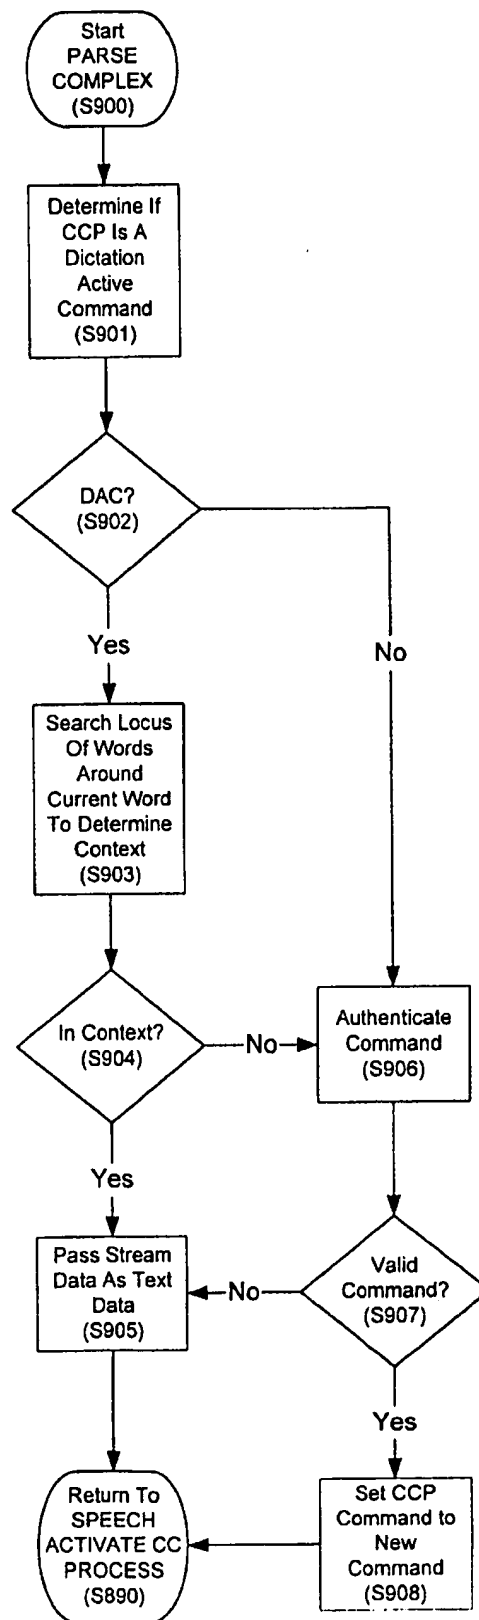 Start
PARSE
COMPLEX
(S900)
Determine If
CCP Is A
Dictation
Active
Command
(S901)
DAC?
(S902)
Yes
No
Search Locus
Of Words
Around
Current Word
To Determine
Context
(S903)
In Context?
(S904)
No
Authenticate
Command
(S906)
Yes
Pass Stream
Data As Text
Data
(S905)
No
Valid
Command?
(S907)
Yes
Return To
SPEECH
ACTIVATE CC
PROCESS
(S890)
Set CCP
Command to
New
Command
(S908)